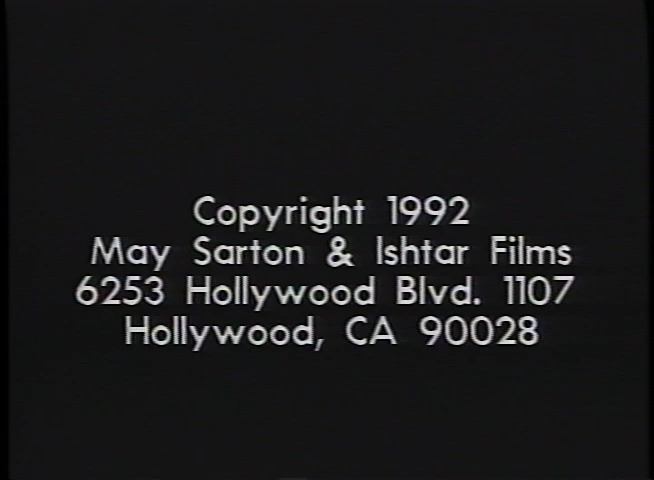 Copyright 1992
May Sarton & Ishtar Films
6253 Hollywood Blvd. 1107
Hollywood, CA 90028